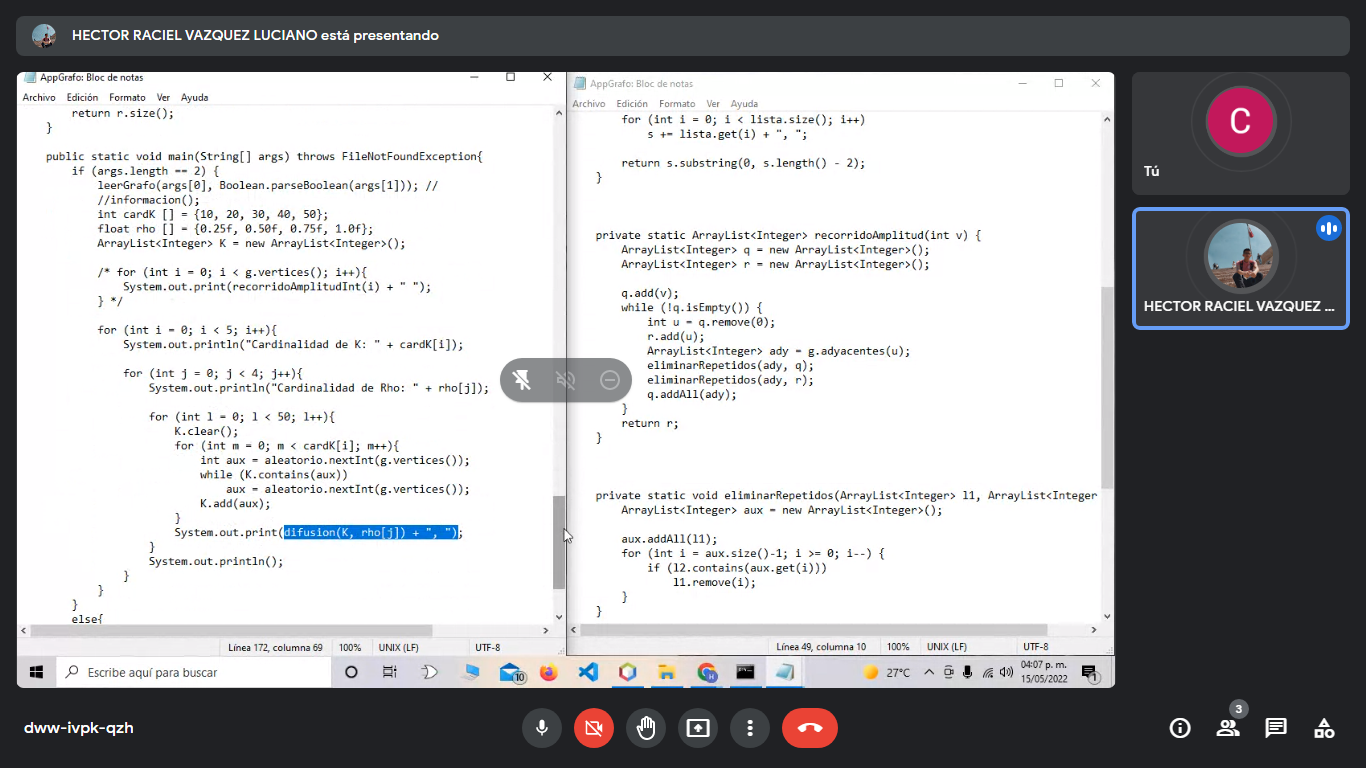 HECTOR RACIEL VAZQUEZ LUCIANO está presentando
AppGrafo: Bloc de notas
Archivo Edición Formato Ver Ayuda
return r.size();
}
public static void main(String[] args) throws FileNotFoundException{
if (args.length == 2) {
leerGrafo(args[0], Boolean.parseBoolean(args[1])); //
//informacion();
int cardK [] = {10, 20, 30, 40, 50};
float rho [] = {0.25f, 0.50f, 0.75f, 1.0f};
ArrayList<Integer> K = new ArrayList<Integer>();
/* for (int i = 0; i < g.vertices(); i++){
System.out.print(recorridoAmplitudInt(i) + " ");
} */
for (int i = 0; i < 5; i++){
System.out.println("Cardinalidad de K: " + cardK[i]);
for (int j = 0; j < 4; j++){
System.out.println("Cardinalidad de Rho: " + rho[j]);
for (int l = 0; l < 50; l++){
K.clear();
for (int m = 0; m < cardK[i]; m++){
int aux = aleatorio.nextInt(g.vertices());
while (K.contains(aux))
aux = aleatorio.nextInt(g.vertices());
K.add(aux);
}
System.out.print(difusion(K, rho[j]) + ", ");
}
System.out.println();
}
}
}
else{
Línea 172, columna 69 100% UNIX (LF) UTF-8
AppGrafo: Bloc de notas
Archivo Edición Formato Ver Ayuda
for (int i = 0; i < lista.size(); i++)
s += lista.get(i) + ", ";
return s.substring(0, s.length() - 2);
}
private static ArrayList<Integer> recorridoAmplitud(int v) {
ArrayList<Integer> q = new ArrayList<Integer>();
ArrayList<Integer> r = new ArrayList<Integer>();
q.add(v);
while (!q.isEmpty()) {
int u = q.remove(0);
r.add(u);
ArrayList<Integer> ady = g.adyacentes(u);
eliminarRepetidos(ady, q);
eliminarRepetidos(ady, r);
q.addAll(ady);
}
return r;
}
private static void eliminarRepetidos(ArrayList<Integer> l1, ArrayList<Integer
ArrayList<Integer> aux = new ArrayList<Integer>();
aux.addAll(l1);
for (int i = aux.size()-1; i >= 0; i--) {
if (l2.contains(aux.get(i)))
l1.remove(i);
}
}
Línea 49, columna 10 100% UNIX (LF) UTF-8
Escribe aquí para buscar
10
27°C
04:07 p. m.
15/05/2022
1
C
Tú
HECTOR RACIEL VAZQUEZ ...
dww-ivpk-qzh
3